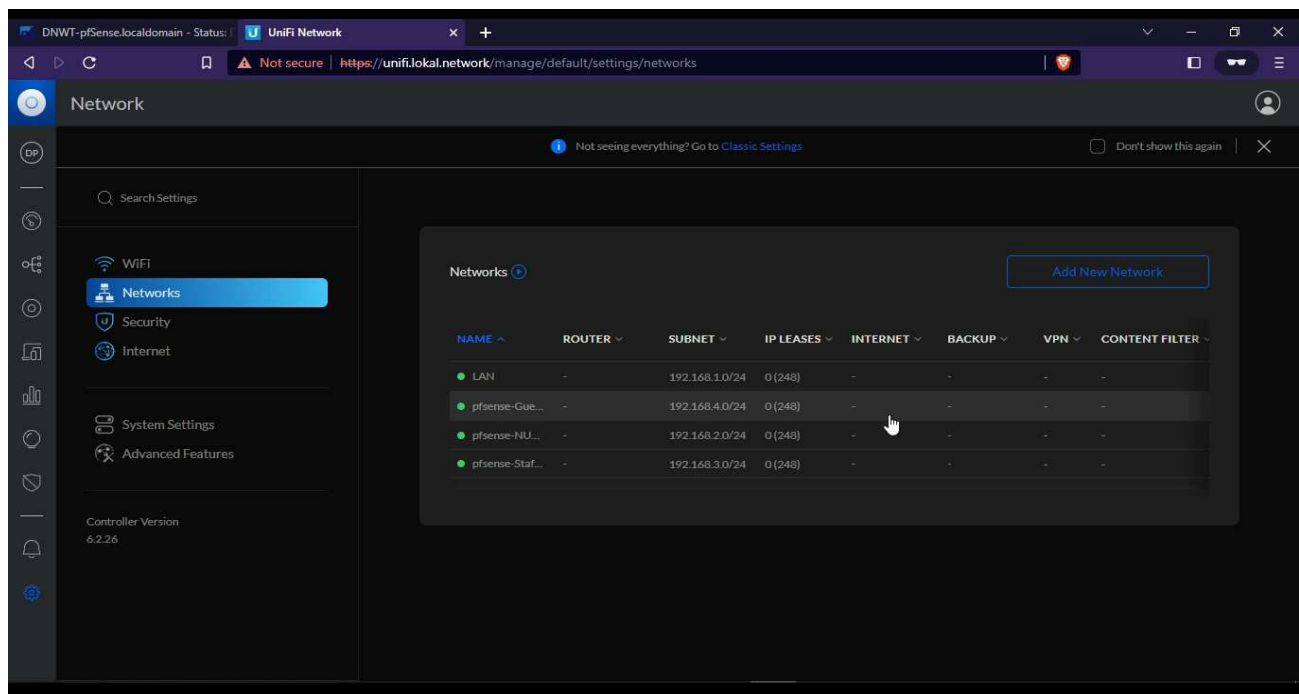 DNWT-pfSense.localdomain - Status: UniFi Network
Not secure https://unifi.lokal.network/manage/default/settings/networks
Network
DP
Not seeing everything? Go to Classic Settings Don't show this again
Search Settings
WiFi
Networks
Security
Internet
System Settings
Advanced Features
Controller Version
6.2.26
Networks Add New Network
NAME ROUTER SUBNET IP LEASES INTERNET BACKUP VPN CONTENT FILTER
LAN - 192.168.1.0/24 0 (248) - - - -
pfsense-Gue... - 192.168.4.0/24 0 (248) - - - -
pfsense-NU... - 192.168.2.0/24 0 (248) - - - -
pfsense-Staf... - 192.168.3.0/24 0 (248) - - - -